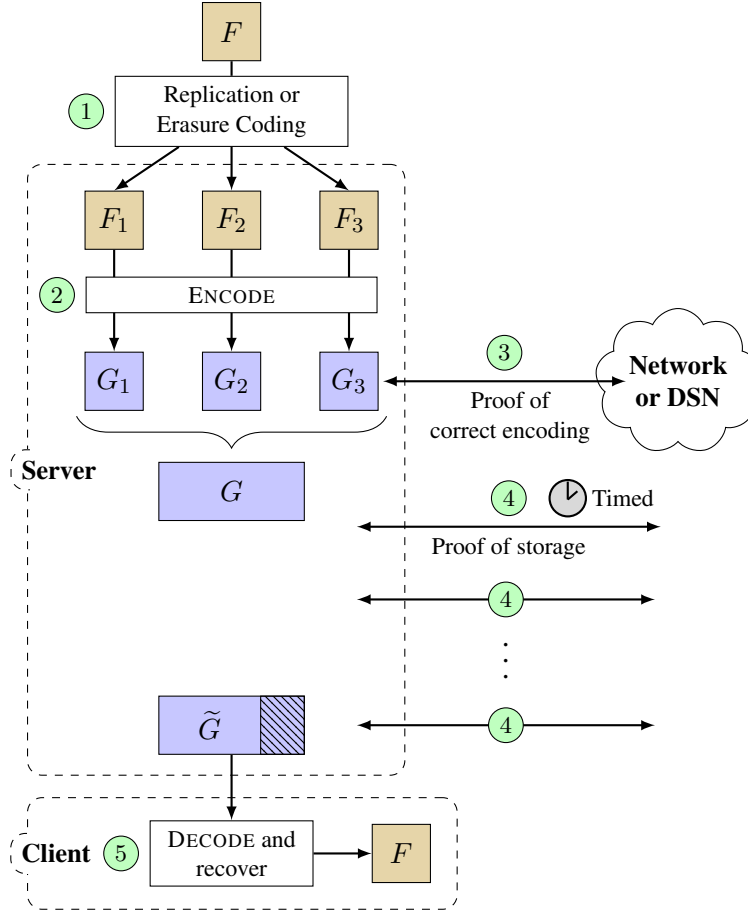 F
1
Replication or
Erasure Coding
F₁ F₂ F₃
2
ENCODE
G₁ G₂ G₃
3
Proof of
correct encoding
Network
or DSN
Server
G
4 Timed
Proof of storage
4
⋮
G̃
4
Client
5
DECODE and
recover
F